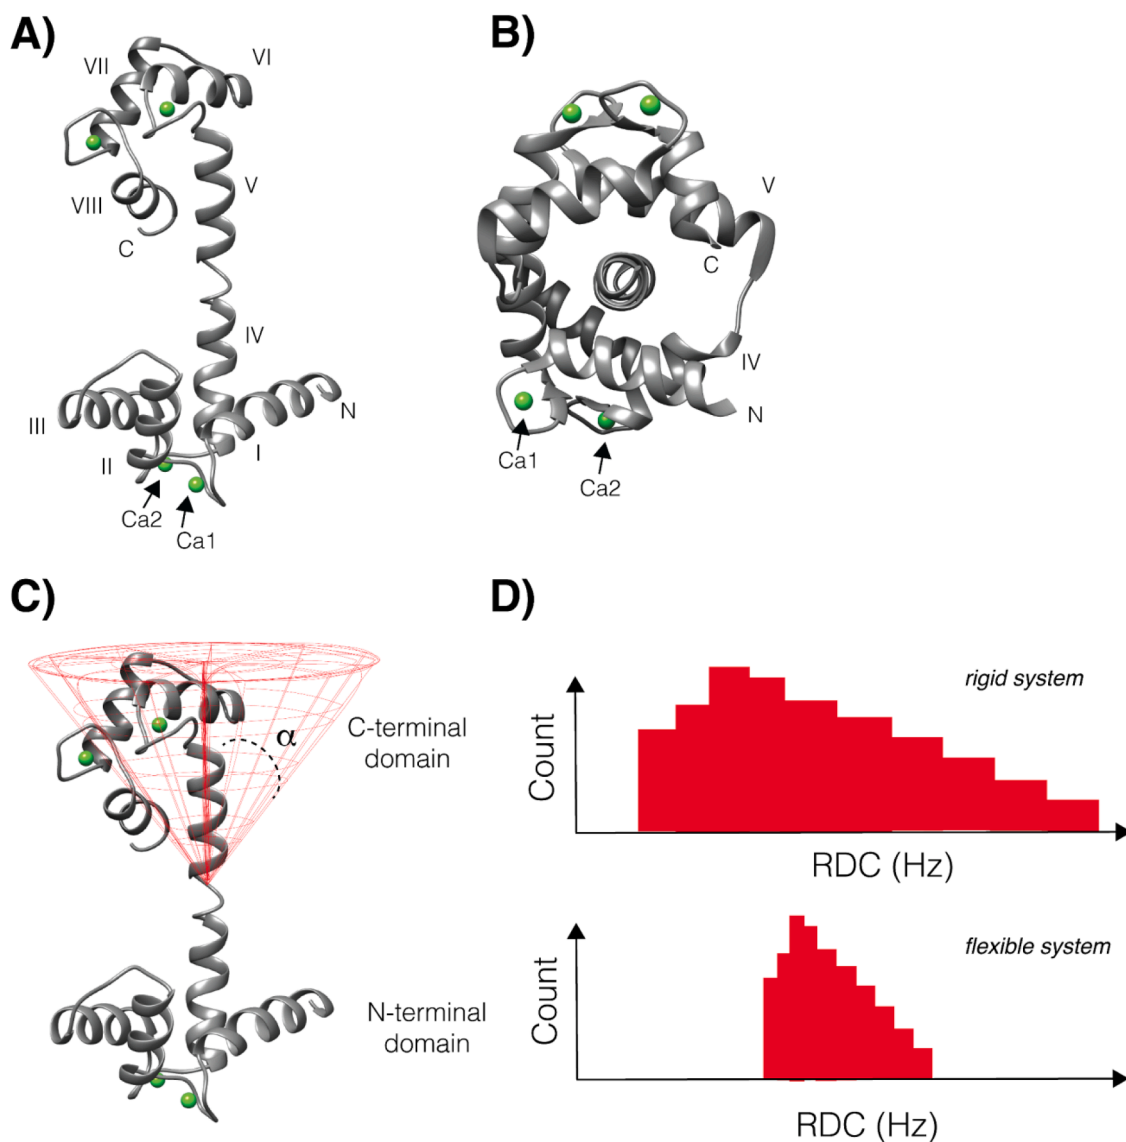 A)
VII
VI
VIII
V
C
IV
III
N
II
I
Ca2
Ca1
B)
V
C
IV
N
Ca1
Ca2
C)
α
C-terminal
domain
N-terminal
domain
D)
rigid system
Count
RDC (Hz)
flexible system
Count
RDC (Hz)